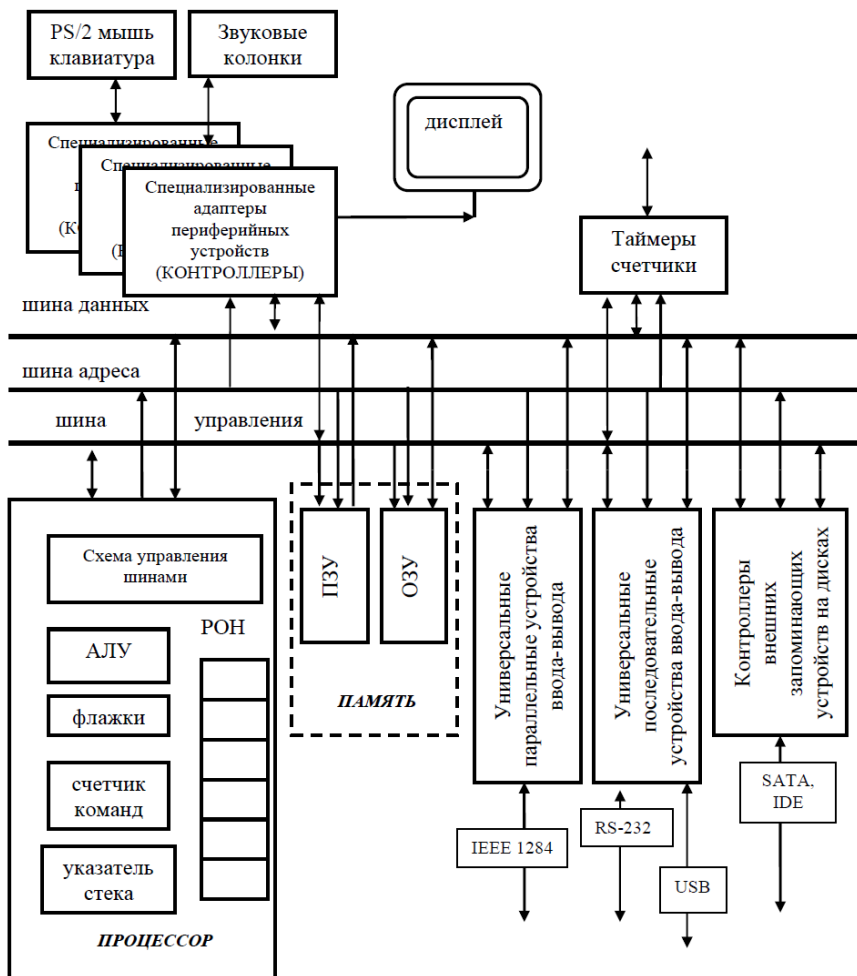 PS/2 мышь
клавиатура
Звуковые
колонки
дисплей
Специализированные
Специализированные
Специализированные
адаптеры
периферийных
устройств
(КОНТРОЛЛЕРЫ)
Таймеры
счетчики
шина данных
шина адреса
шина управления
Схема управления
шинами
АЛУ
РОН
флажки
счетчик
команд
указатель
стека
ПРОЦЕССОР
ПЗУ
ОЗУ
ПАМЯТЬ
Универсальные
параллельные устройства
ввода-вывода
Универсальные
последовательные
устройства ввода-вывода
Контроллеры
внешних
запоминающих
устройств на дисках
IEEE 1284
RS-232
USB
SATA,
IDE